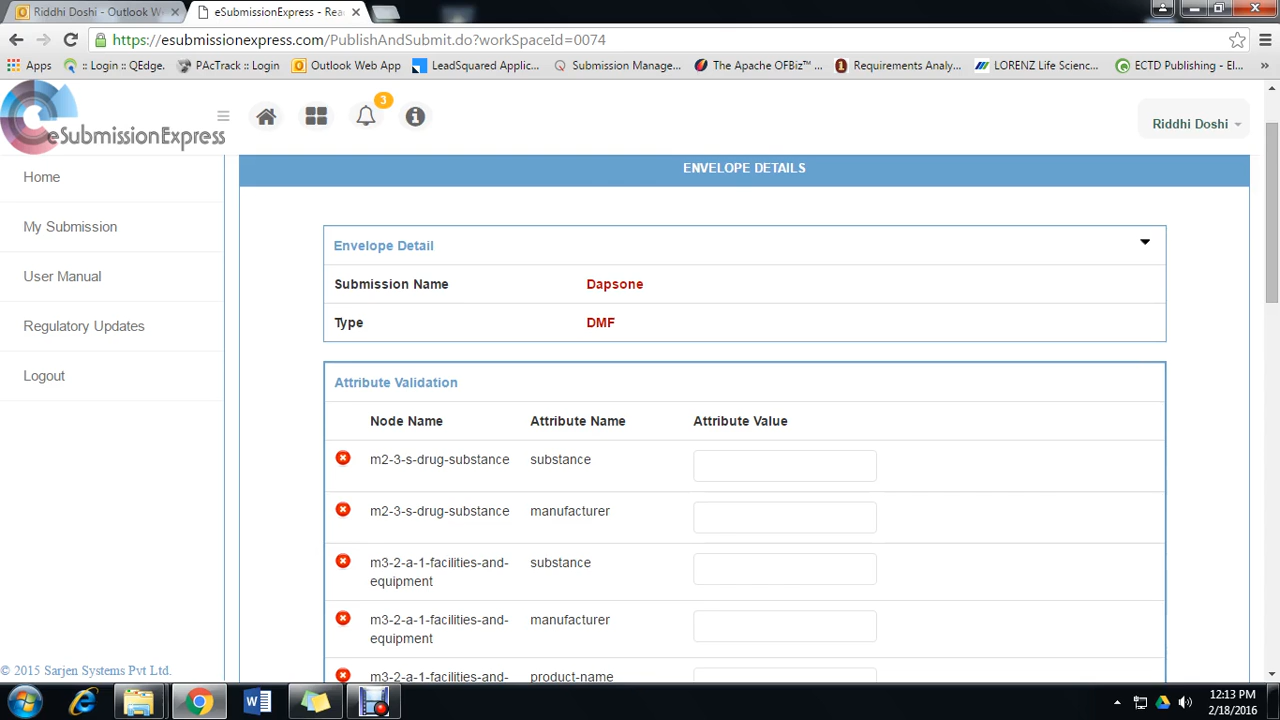 Riddhi Doshi - Outlook W
eSubmissionExpress - Rea
https://esubmissionexpress.com/PublishAndSubmit.do?workSpaceId=0074
Apps
:: Login :: QEdge.
PAcTrack :: Login
Outlook Web App
LeadSquared Applic...
Submission Manage...
The Apache OFBiz™ ...
Requirements Analy...
LORENZ Life Scienc...
ECTD Publishing - El...
»
3
eSubmissionExpress
Riddhi Doshi
Home
My Submission
User Manual
Regulatory Updates
Logout
ENVELOPE DETAILS
Envelope Detail
Submission Name Dapsone
Type DMF
Attribute Validation
Node Name Attribute Name Attribute Value
m2-3-s-drug-substance substance
m2-3-s-drug-substance manufacturer
m3-2-a-1-facilities-and- substance
equipment
m3-2-a-1-facilities-and- manufacturer
equipment
m3-2-a-1-facilities-and- product-name
© 2015 Sarjen Systems Pvt Ltd.
12:13 PM
2/18/2016